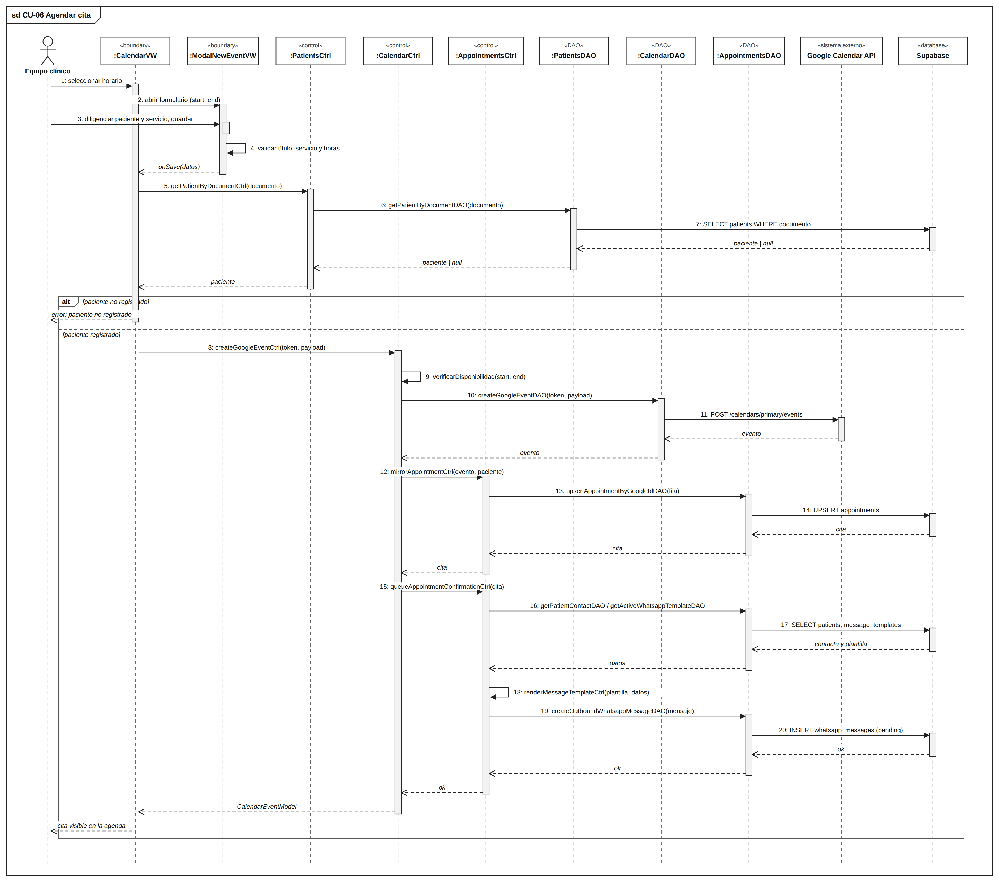 sd CU-06 Agendar cita
«boundary»
:CalendarVW
«boundary»
:ModalNewEventVW
«control»
:PatientsCtrl
«control»
:CalendarCtrl
«control»
:AppointmentsCtrl
«DAO»
:PatientsDAO
«DAO»
:CalendarDAO
«DAO»
:AppointmentsDAO
«sistema externo»
Google Calendar API
«database»
Supabase
Equipo clínico
1: seleccionar horario
2: abrir formulario (start, end)
3: diligenciar paciente y servicio; guardar
4: validar título, servicio y horas
onSave(datos)
5: getPatientByDocumentCtrl(documento)
6: getPatientByDocumentDAO(documento)
7: SELECT patients WHERE documento
paciente | null
paciente | null
paciente
alt
[paciente no registrado]
error: paciente no registrado
[paciente registrado]
8: createGoogleEventCtrl(token, payload)
9: verificarDisponibilidad(start, end)
10: createGoogleEventDAO(token, payload)
11: POST /calendars/primary/events
evento
evento
12: mirrorAppointmentCtrl(evento, paciente)
13: upsertAppointmentByGoogleIdDAO(fila)
14: UPSERT appointments
cita
cita
cita
15: queueAppointmentConfirmationCtrl(cita)
16: getPatientContactDAO / getActiveWhatsappTemplateDAO
17: SELECT patients, message_templates
contacto y plantilla
datos
18: renderMessageTemplateCtrl(plantilla, datos)
19: createOutboundWhatsappMessageDAO(mensaje)
20: INSERT whatsapp_messages (pending)
ok
ok
ok
CalendarEventModel
cita visible en la agenda